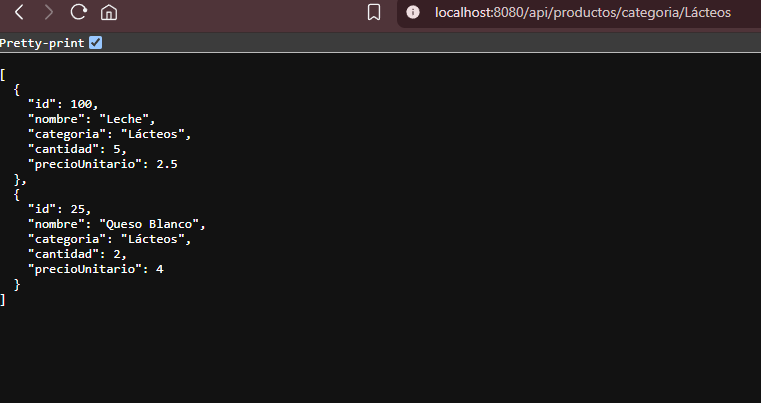 localhost:8080/api/productos/categoria/Lácteos
Pretty-print
[
  {
    "id": 100,
    "nombre": "Leche",
    "categoria": "Lácteos",
    "cantidad": 5,
    "precioUnitario": 2.5
  },
  {
    "id": 25,
    "nombre": "Queso Blanco",
    "categoria": "Lácteos",
    "cantidad": 2,
    "precioUnitario": 4
  }
]